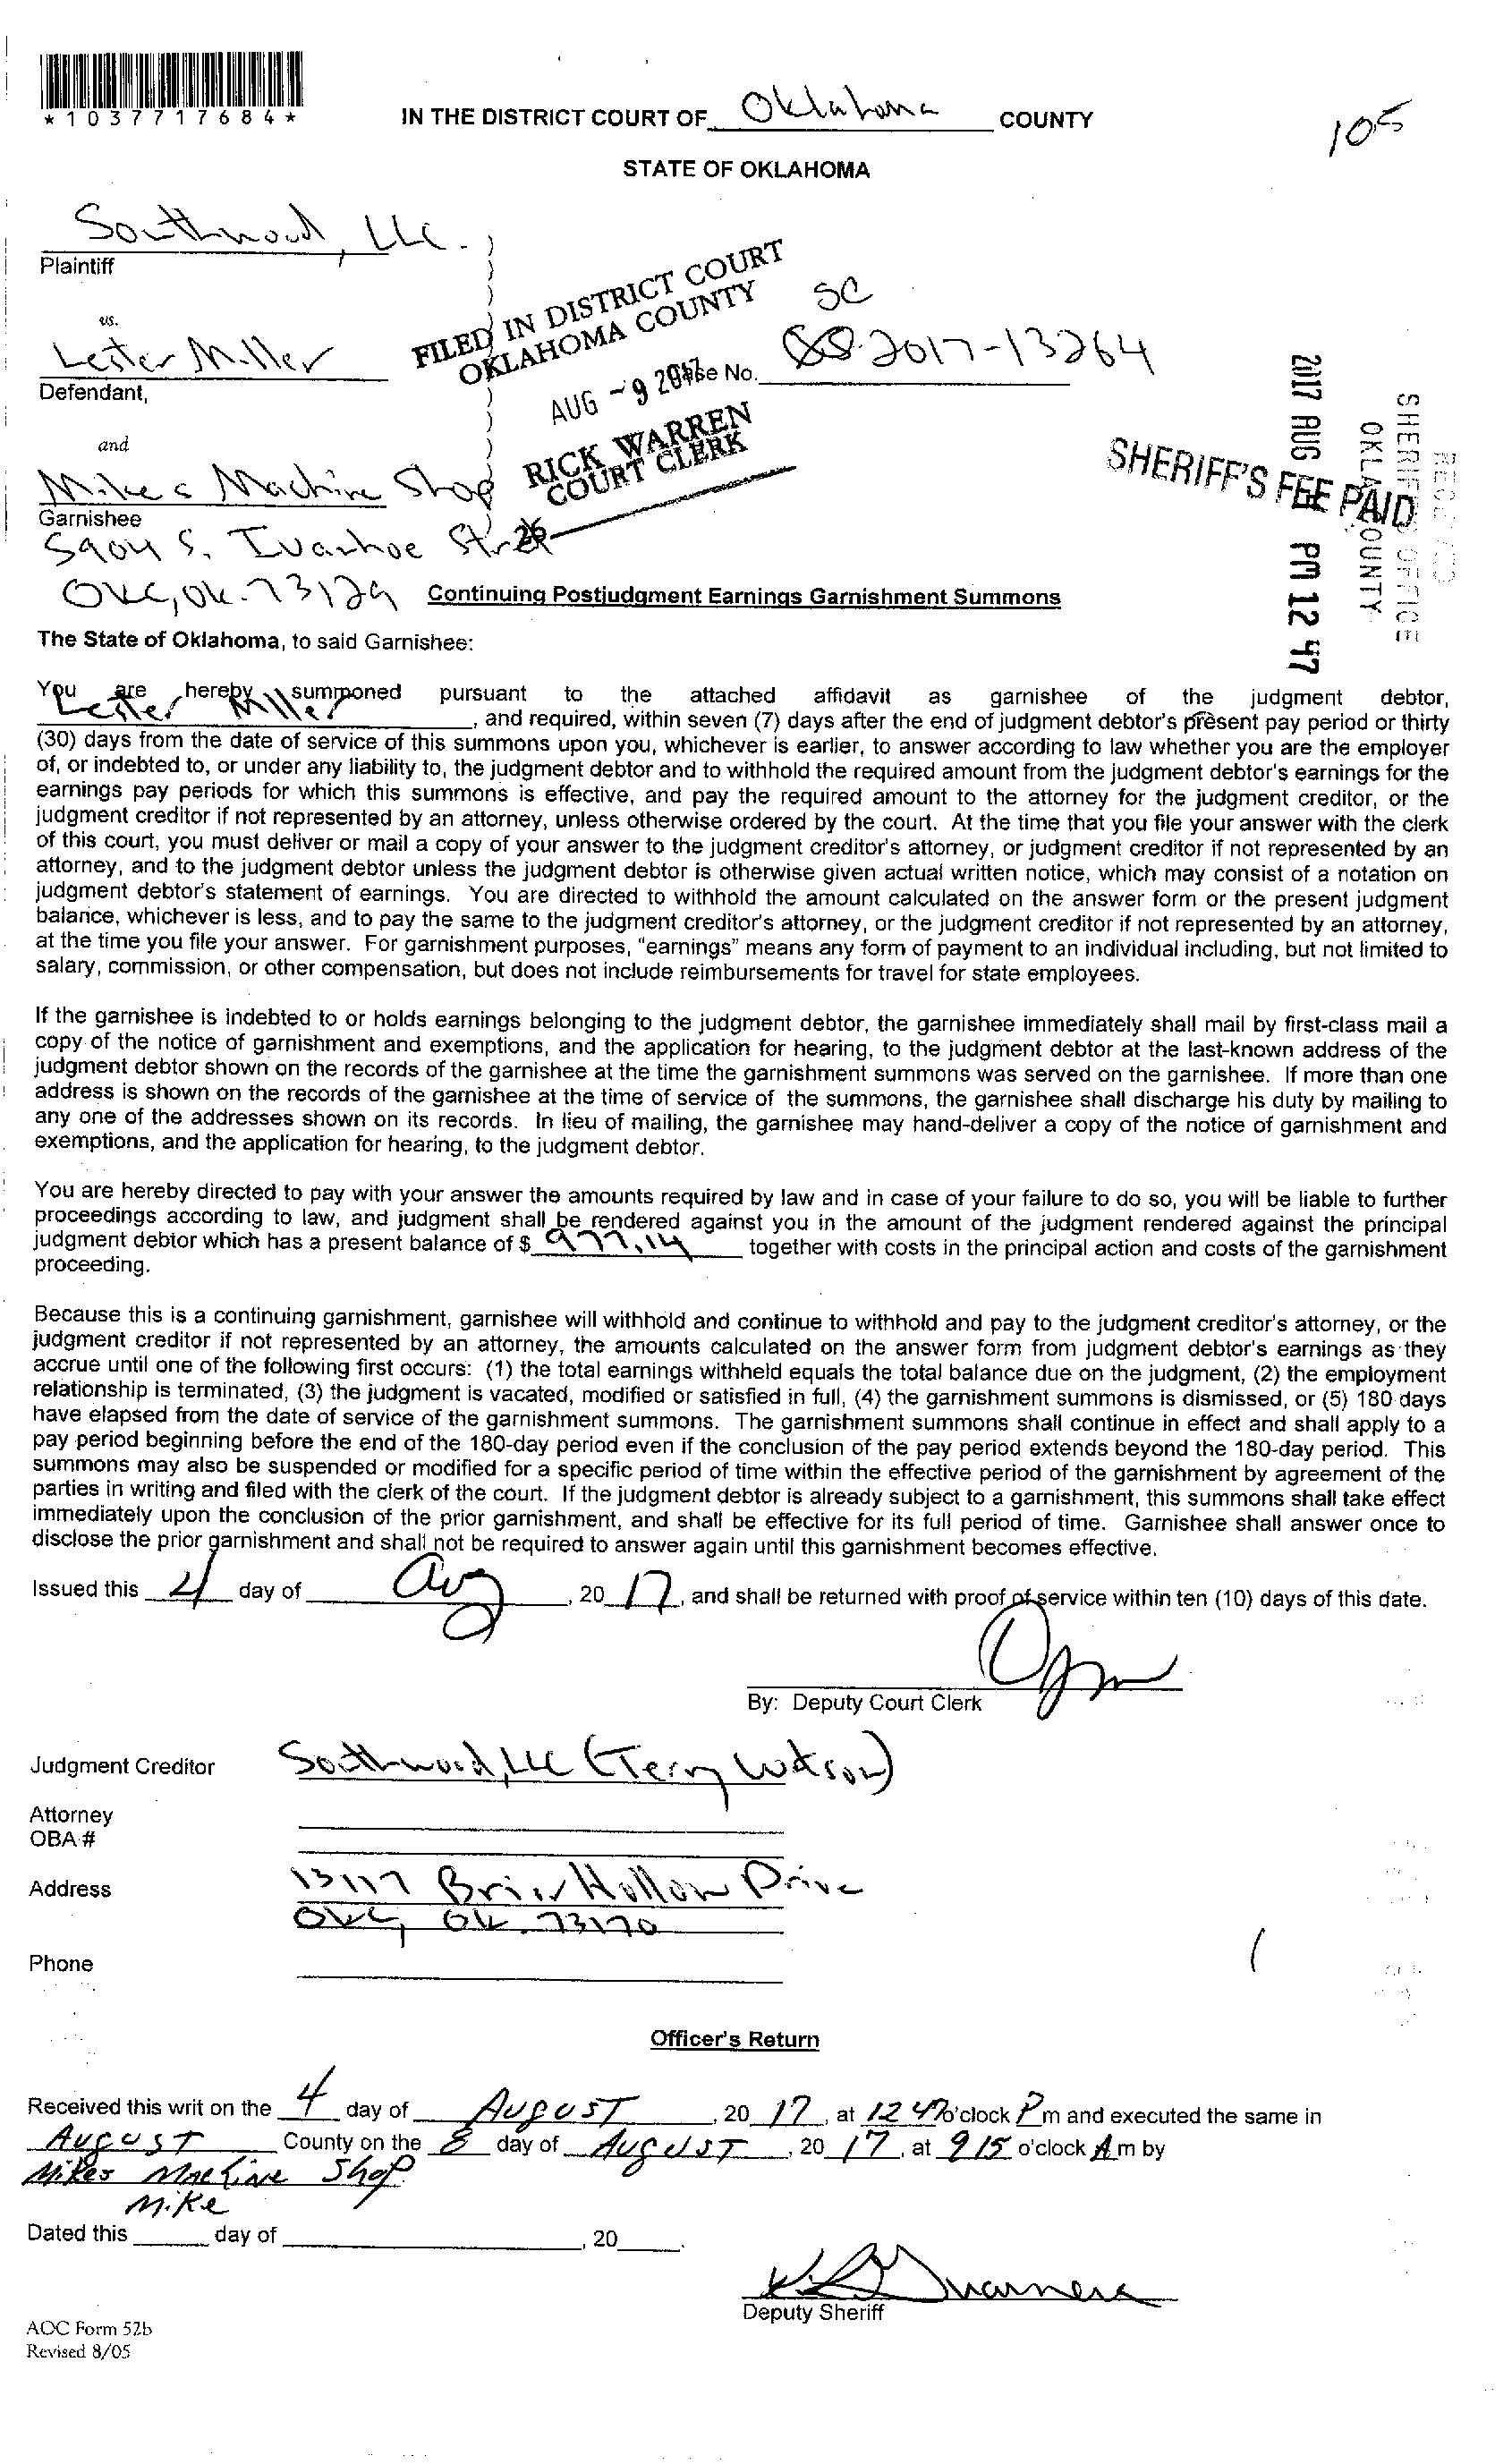 *1037717684*
IN THE DISTRICT COURT OF Oklahoma COUNTY
105
STATE OF OKLAHOMA
Southwood, LLC.
Plaintiff
vs.
Lester Miller
Defendant,
and
Mikes Machine Shop
Garnishee
5904 S. Ivanhoe Street
OKC, OK. 73129
FILED IN DISTRICT COURT
OKLAHOMA COUNTY
AUG -9 2017
RICK WARREN
COURT CLERK
26
SC
Case No. 2017-13264
SHERIFF'S FEE PAID
2017 AUG PM 12 47
SHERIFF'S OFFICE
OKLA COUNTY
Continuing Postjudgment Earnings Garnishment Summons
The State of Oklahoma, to said Garnishee:
You are hereby summoned pursuant to the attached affidavit as garnishee of the judgment debtor,
Lester Miller, and required, within seven (7) days after the end of judgment debtor's present pay period or thirty
(30) days from the date of service of this summons upon you, whichever is earlier, to answer according to law whether you are the employer
of, or indebted to, or under any liability to, the judgment debtor and to withhold the required amount from the judgment debtor's earnings for the
earnings pay periods for which this summons is effective, and pay the required amount to the attorney for the judgment creditor, or the
judgment creditor if not represented by an attorney, unless otherwise ordered by the court. At the time that you file your answer with the clerk
of this court, you must deliver or mail a copy of your answer to the judgment creditor's attorney, or judgment creditor if not represented by an
attorney, and to the judgment debtor unless the judgment debtor is otherwise given actual written notice, which may consist of a notation on
judgment debtor's statement of earnings. You are directed to withhold the amount calculated on the answer form or the present judgment
balance, whichever is less, and to pay the same to the judgment creditor's attorney, or the judgment creditor if not represented by an attorney,
at the time you file your answer. For garnishment purposes, "earnings" means any form of payment to an individual including, but not limited to
salary, commission, or other compensation, but does not include reimbursements for travel for state employees.
If the garnishee is indebted to or holds earnings belonging to the judgment debtor, the garnishee immediately shall mail by first-class mail a
copy of the notice of garnishment and exemptions, and the application for hearing, to the judgment debtor at the last-known address of the
judgment debtor shown on the records of the garnishee at the time the garnishment summons was served on the garnishee. If more than one
address is shown on the records of the garnishee at the time of service of the summons, the garnishee shall discharge his duty by mailing to
any one of the addresses shown on its records. In lieu of mailing, the garnishee may hand-deliver a copy of the notice of garnishment and
exemptions, and the application for hearing, to the judgment debtor.
You are hereby directed to pay with your answer the amounts required by law and in case of your failure to do so, you will be liable to further
proceedings according to law, and judgment shall be rendered against you in the amount of the judgment rendered against the principal
judgment debtor which has a present balance of $ 977.14 together with costs in the principal action and costs of the garnishment
proceeding.
Because this is a continuing garnishment, garnishee will withhold and continue to withhold and pay to the judgment creditor's attorney, or the
judgment creditor if not represented by an attorney, the amounts calculated on the answer form from judgment debtor's earnings as they
accrue until one of the following first occurs: (1) the total earnings withheld equals the total balance due on the judgment, (2) the employment
relationship is terminated, (3) the judgment is vacated, modified or satisfied in full, (4) the garnishment summons is dismissed, or (5) 180 days
have elapsed from the date of service of the garnishment summons. The garnishment summons shall continue in effect and shall apply to a
pay period beginning before the end of the 180-day period even if the conclusion of the pay period extends beyond the 180-day period. This
summons may also be suspended or modified for a specific period of time within the effective period of the garnishment by agreement of the
parties in writing and filed with the clerk of the court. If the judgment debtor is already subject to a garnishment, this summons shall take effect
immediately upon the conclusion of the prior garnishment, and shall be effective for its full period of time. Garnishee shall answer once to
disclose the prior garnishment and shall not be required to answer again until this garnishment becomes effective.
Issued this 4 day of Aug, 20 17, and shall be returned with proof of service within ten (10) days of this date.
By: Deputy Court Clerk
Judgment Creditor Southwood, LLC (Terry Watson)
Attorney
OBA #
Address 13117 Brier Hollow Drive
OKC, OK. 73170
Phone
Officer's Return
Received this writ on the 4 day of AUGUST, 20 17, at 12 47 o'clock P m and executed the same in
AUGUST County on the 8 day of AUGUST, 20 17, at 9 15 o'clock A m by
Mikes Machine Shop
Mike
Dated this day of , 20 .
Deputy Sheriff
AOC Form 52b
Revised 8/05